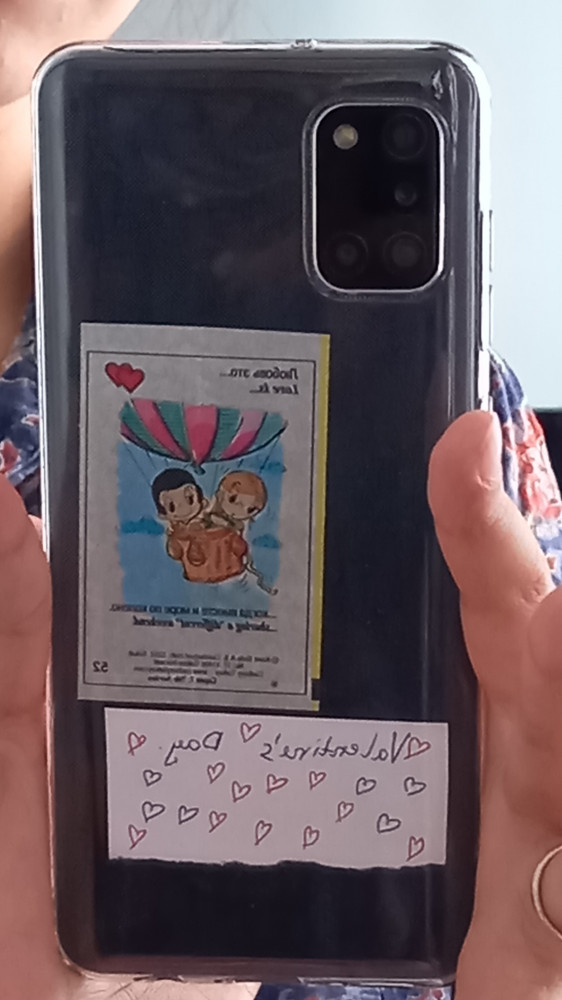 Любовь это...
Love is...
...КОГДА ВМЕСТЕ И МОРЕ ПО КОЛЕНО.
...sharing a "different" weekend.
52
Valentine's Day.